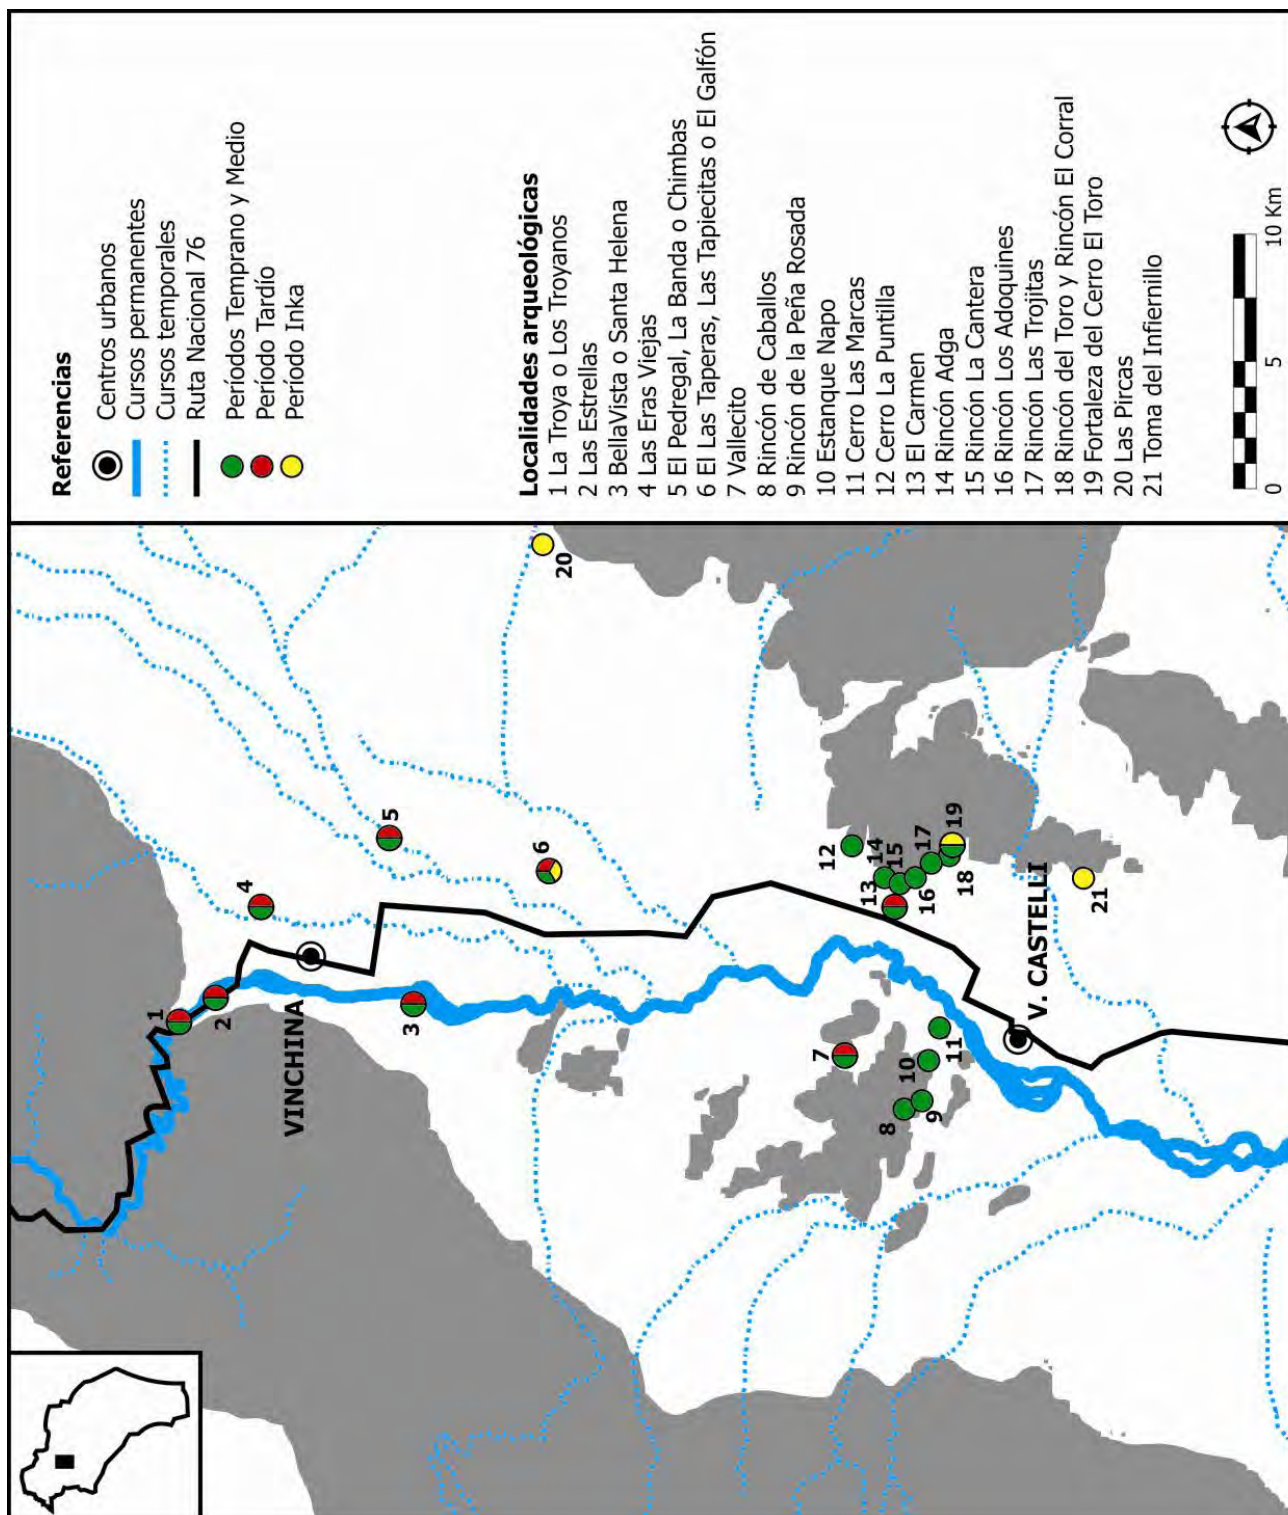 Referencias
Centros urbanos
Cursos permanentes
Cursos temporales
Ruta Nacional 76
Períodos Temprano y Medio
Período Tardío
Período Inka
Localidades arqueológicas
1 La Troya o Los Troyanos
2 Las Estrellas
3 BellaVista o Santa Helena
4 Las Eras Viejas
5 El Pedregal, La Banda o Chimbas
6 El Las Taperas, Las Tapiecitas o El Galfón
7 Vallecito
8 Rincón de Caballos
9 Rincón de la Peña Rosada
10 Estanque Napo
11 Cerro Las Marcas
12 Cerro La Puntilla
13 El Carmen
14 Rincón Adga
15 Rincón La Cantera
16 Rincón Los Adoquines
17 Rincón Las Trojitas
18 Rincón del Toro y Rincón El Corral
19 Fortaleza del Cerro El Toro
20 Las Pircas
21 Toma del Infiernillo
0 5 10 Km
1
2
VINCHINA
3
4
5
6
20
7
8
9
10
11
12
13
14
15
16
17
18
19
V. CASTELLI
21